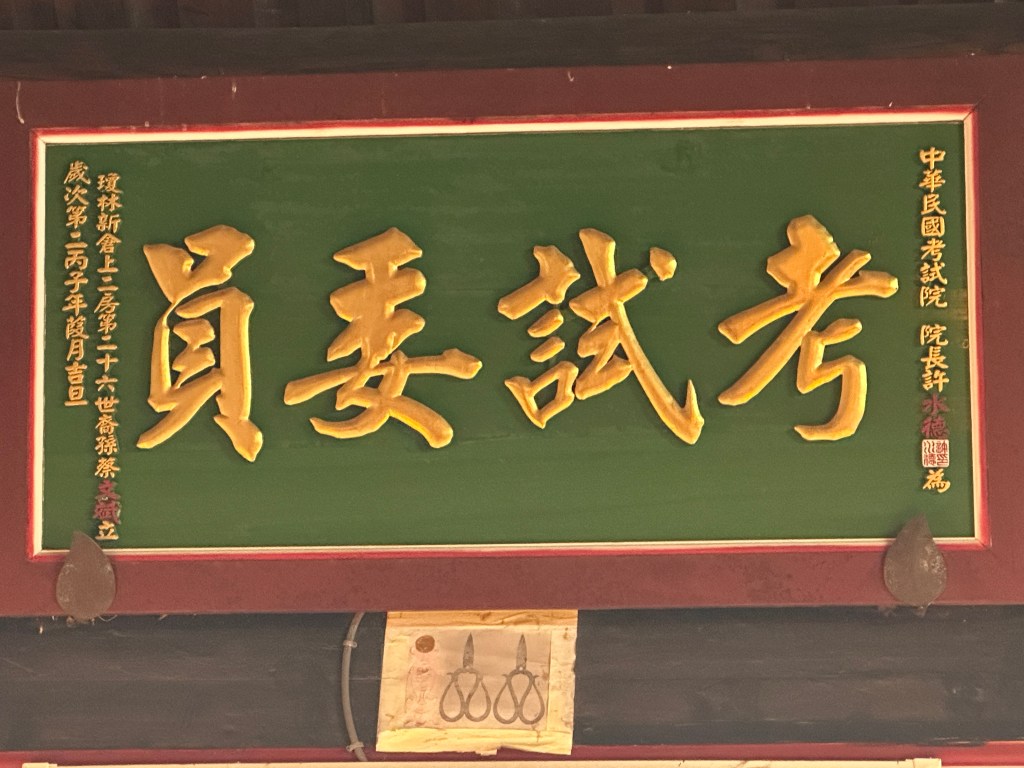 中華民國考試院 院長許水德 為
考試委員
瓊林新倉上二房第二十六世裔孫蔡文斌立
歲次第二丙子年葭月吉旦